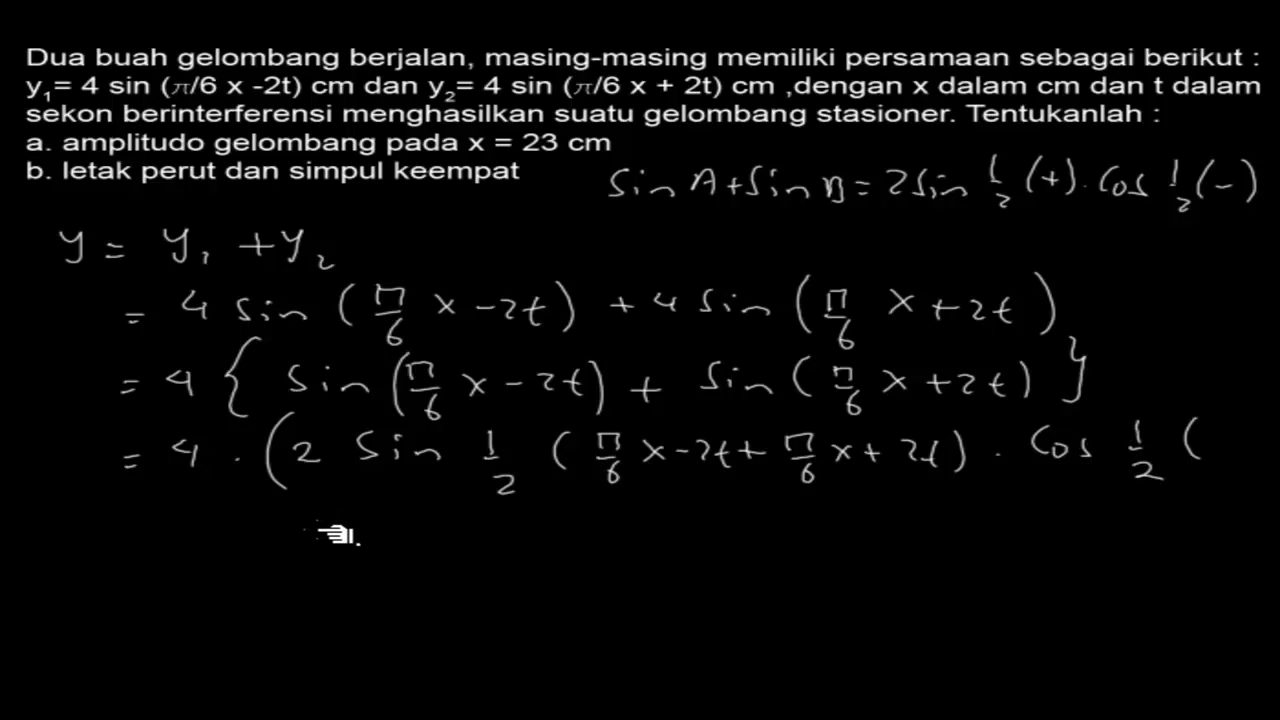 Dua buah gelombang berjalan, masing-masing memiliki persamaan sebagai berikut :
y₁= 4 sin (π/6 x -2t) cm dan y₂= 4 sin (π/6 x + 2t) cm ,dengan x dalam cm dan t dalam
sekon berinterferensi menghasilkan suatu gelombang stasioner. Tentukanlah :
a. amplitudo gelombang pada x = 23 cm
b. letak perut dan simpul keempat
Sin A + Sin B = 2 Sin 1/2 (+) . Cos 1/2 (-)
y = y₁ + y₂
= 4 sin (π/6 x - 2t) + 4 sin (π/6 x + 2t)
= 4 { sin (π/6 x - 2t) + sin (π/6 x + 2t) }
= 4 . (2 Sin 1/2 (π/6 x - 2t + π/6 x + 2t) . Cos 1/2 (